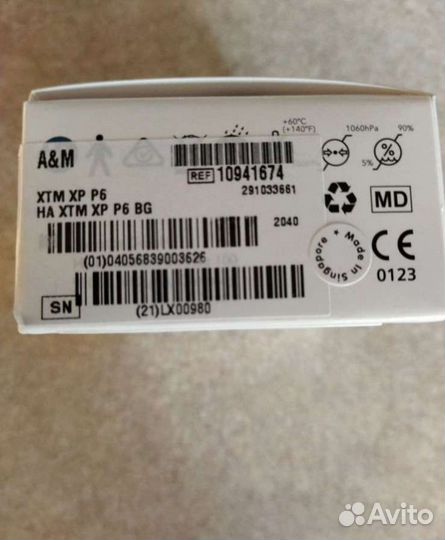 +60°C
(+140°F)
1060hPa
90%
5%
A&M
REF 10941674
291033661
XTM XP P6
HA XTM XP P6 BG
2040
(01)04056839003626
SN
(21)LX00980
MD
★ Made in Singapore
CE
0123
Avito